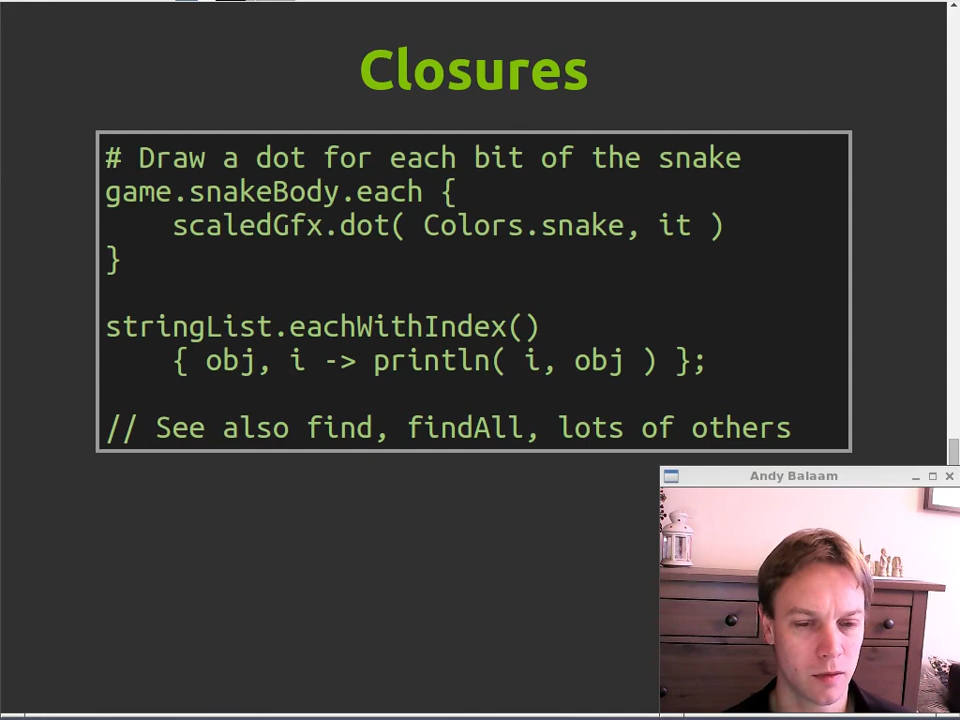 Closures
# Draw a dot for each bit of the snake
game.snakeBody.each {
    scaledGfx.dot( Colors.snake, it )
}
stringList.eachWithIndex()
    { obj, i -> println( i, obj ) };
// See also find, findAll, lots of others
Andy Balaam